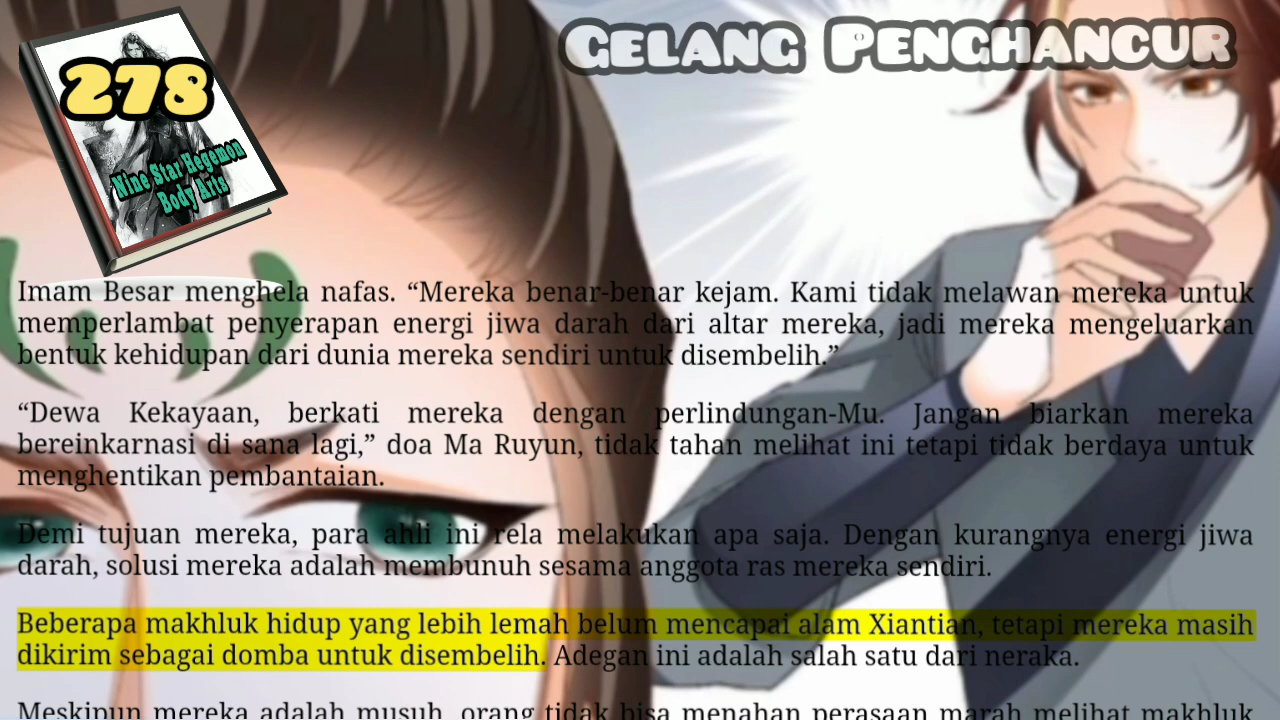 Gelang Penghancur
278
Nine Star Hegemon
Body Arts
Imam Besar menghela nafas. “Mereka benar-benar kejam. Kami tidak melawan mereka untuk
memperlambat penyerapan energi jiwa darah dari altar mereka, jadi mereka mengeluarkan
bentuk kehidupan dari dunia mereka sendiri untuk disembelih.”
“Dewa Kekayaan, berkati mereka dengan perlindungan-Mu. Jangan biarkan mereka
bereinkarnasi di sana lagi,” doa Ma Ruyun, tidak tahan melihat ini tetapi tidak berdaya untuk
menghentikan pembantaian.
Demi tujuan mereka, para ahli ini rela melakukan apa saja. Dengan kurangnya energi jiwa
darah, solusi mereka adalah membunuh sesama anggota ras mereka sendiri.
Beberapa makhluk hidup yang lebih lemah belum mencapai alam Xiantian, tetapi mereka masih
dikirim sebagai domba untuk disembelih. Adegan ini adalah salah satu dari neraka.
Meskipun mereka adalah musuh, orang tidak bisa menahan perasaan marah melihat makhluk